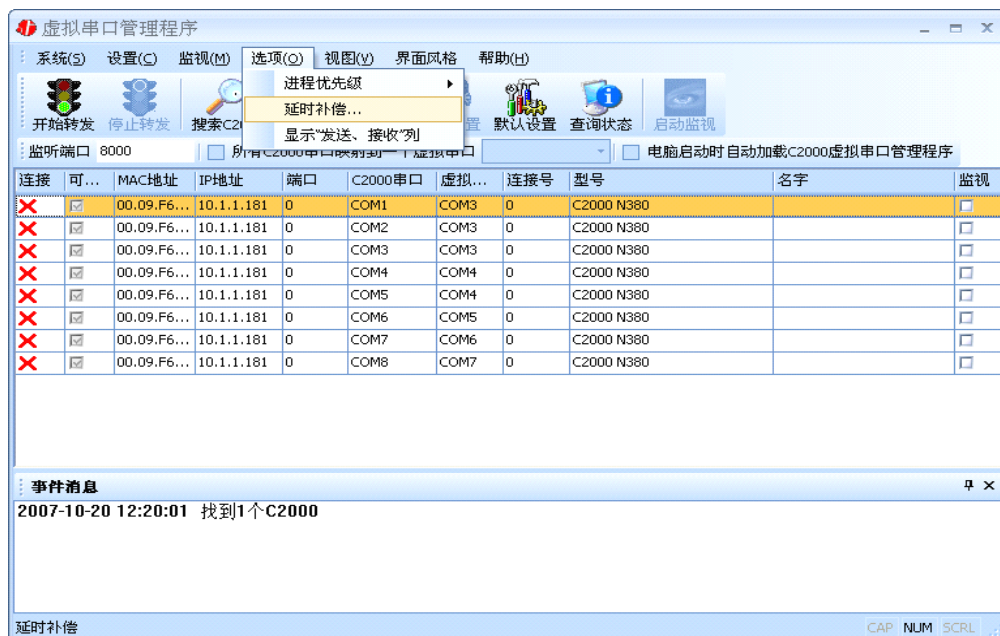 虚拟串口管理程序
系统(S) 设置(C) 监视(M) 选项(O) 视图(V) 界面风格 帮助(H)
进程优先级
延时补偿...
显示"发送、接收"列
开始转发 停止转发 搜索C20 置 默认设置 查询状态 启动监视
监听端口 8000 所有C2000串口映射到一个虚拟串口 电脑启动时自动加载C2000虚拟串口管理程序
连接 可... MAC地址 IP地址 端口 C2000串口 虚拟... 连接号 型号 名字 监视
00.09.F6... 10.1.1.181 0 COM1 COM3 0 C2000 N380
00.09.F6... 10.1.1.181 0 COM2 COM3 0 C2000 N380
00.09.F6... 10.1.1.181 0 COM3 COM3 0 C2000 N380
00.09.F6... 10.1.1.181 0 COM4 COM4 0 C2000 N380
00.09.F6... 10.1.1.181 0 COM5 COM4 0 C2000 N380
00.09.F6... 10.1.1.181 0 COM6 COM5 0 C2000 N380
00.09.F6... 10.1.1.181 0 COM7 COM6 0 C2000 N380
00.09.F6... 10.1.1.181 0 COM8 COM7 0 C2000 N380
事件消息
2007-10-20 12:20:01 找到1个C2000
延时补偿 CAP NUM SCRL